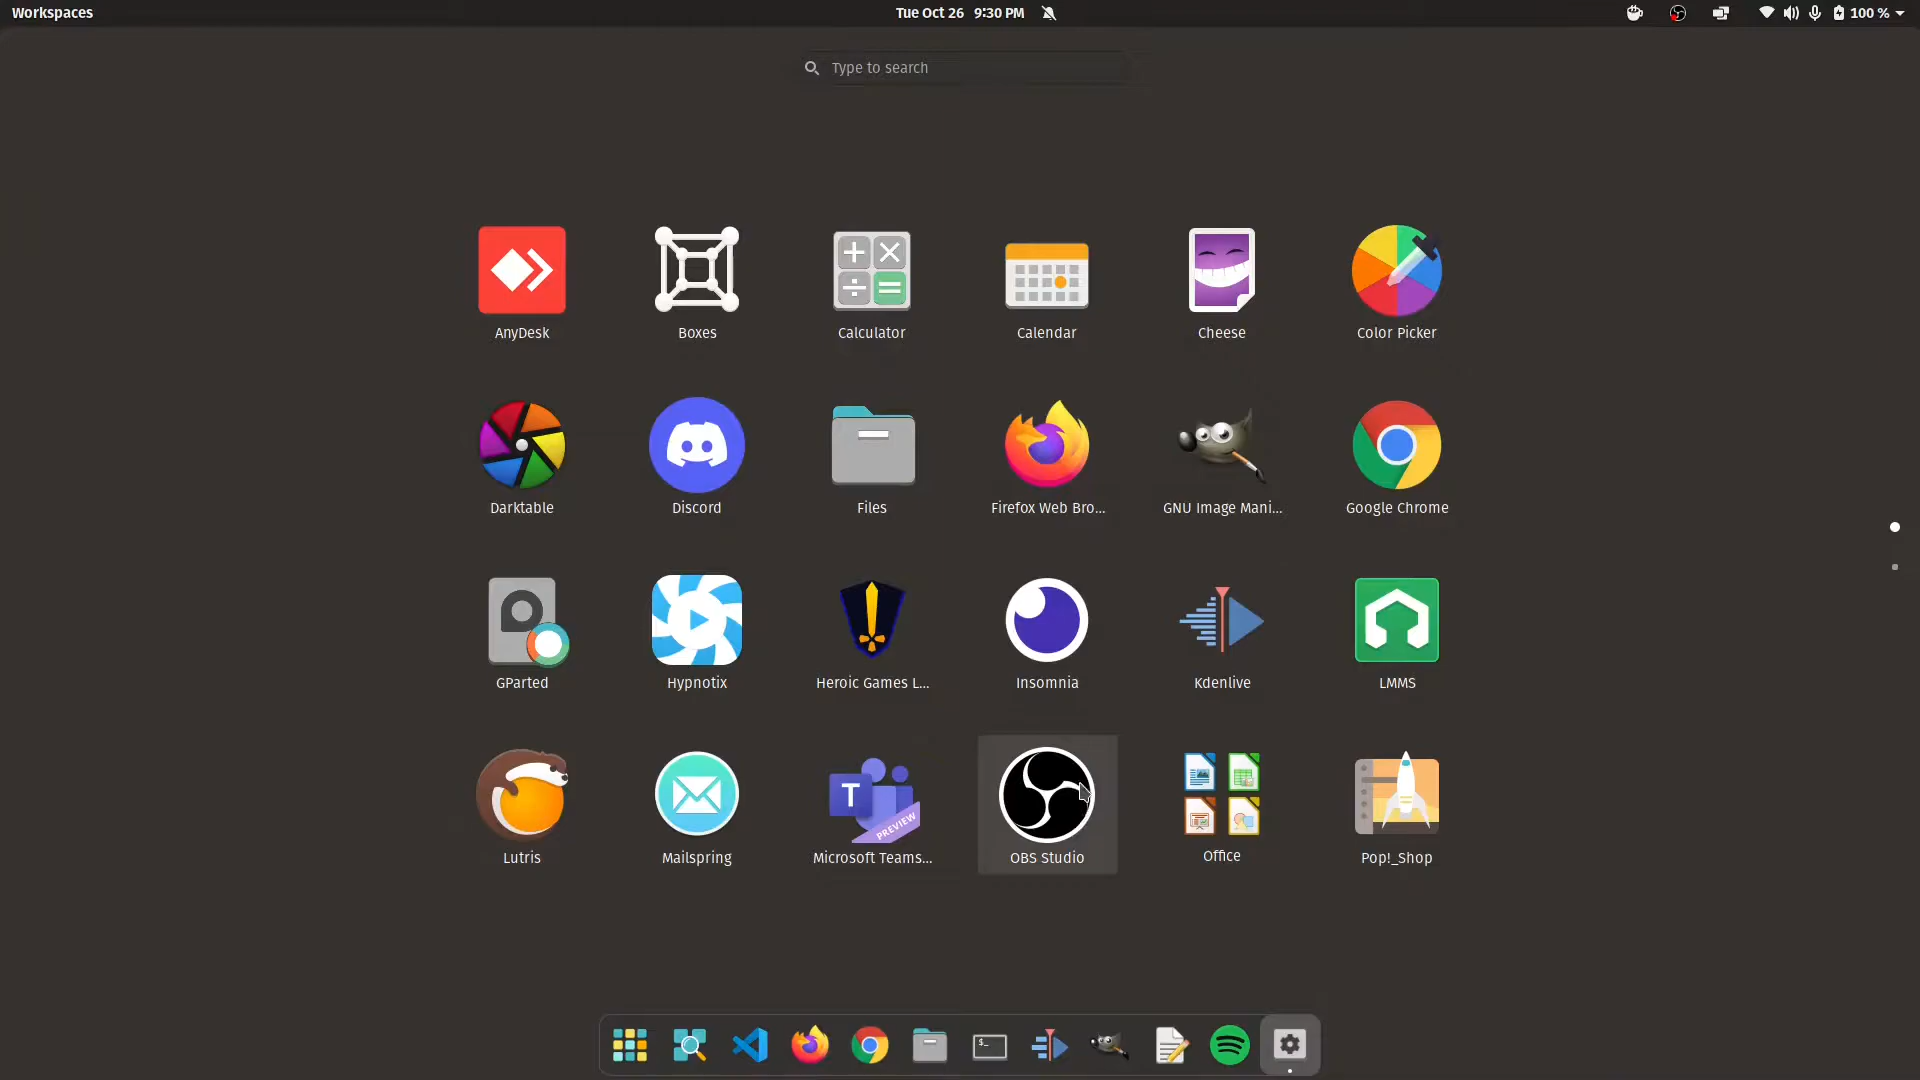 Workspaces
Tue Oct 26 9:30 PM
100 %
Type to search
AnyDesk
Boxes
Calculator
Calendar
Cheese
Color Picker
Darktable
Discord
Files
Firefox Web Bro...
GNU Image Mani...
Google Chrome
GParted
Hypnotix
Heroic Games L...
Insomnia
Kdenlive
LMMS
T
PREVIEW
Lutris
Mailspring
Microsoft Teams...
OBS Studio
Office
Pop!_Shop
$_